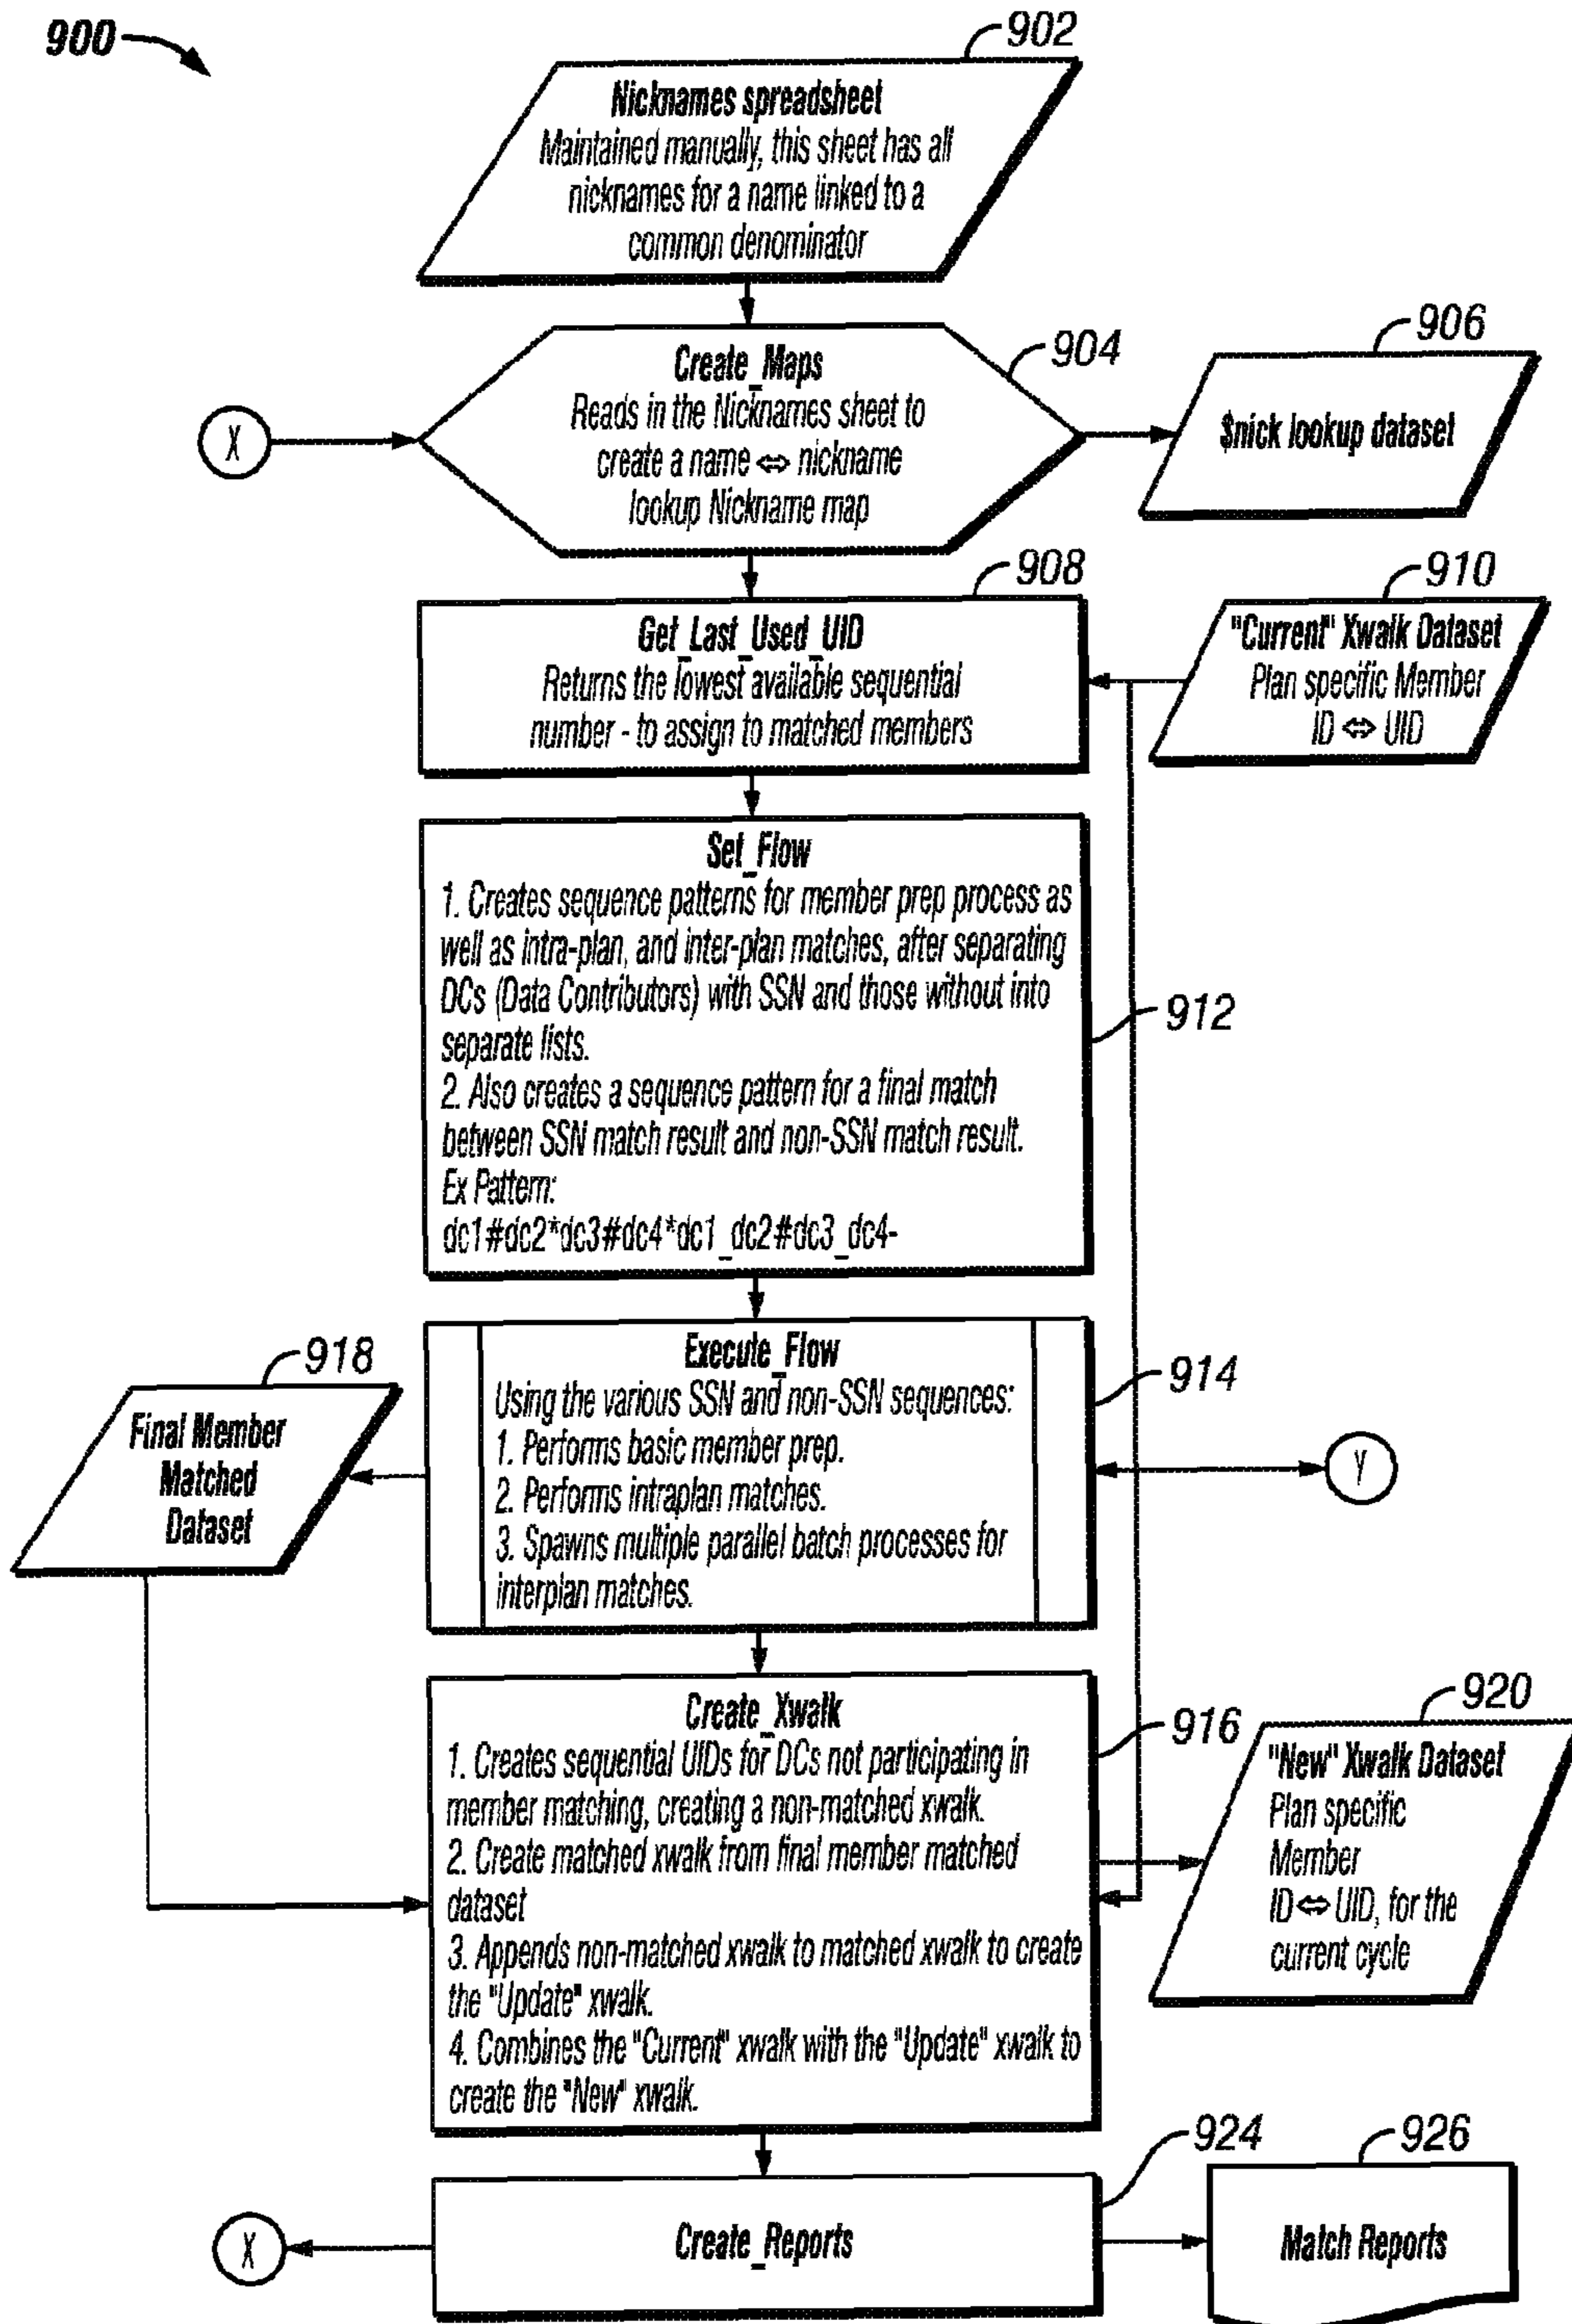 900
902
Nicknames spreadsheet
Maintained manually, this sheet has all
nicknames for a name linked to a
common denominator
904
Create_Maps
Reads in the Nicknames sheet to
create a name ⇔ nickname
lookup Nickname map
X
906
$nick lookup dataset
908
Get_Last_Used_UID
Returns the lowest available sequential
number - to assign to matched members
910
"Current" Xwalk Dataset
Plan specific Member
ID ⇔ UID
Set_Flow
1. Creates sequence patterns for member prep process as
well as intra-plan, and inter-plan matches, after separating
DCs (Data Contributors) with SSN and those without into
separate lists.
2. Also creates a sequence pattern for a final match
between SSN match result and non-SSN match result.
Ex Pattern:
dc1#dc2*dc3#dc4*dc1_dc2#dc3_dc4-
912
918
Final Member
Matched
Dataset
Execute_Flow
Using the various SSN and non-SSN sequences:
1. Performs basic member prep.
2. Performs intraplan matches.
3. Spawns multiple parallel batch processes for
interplan matches.
914
Y
Create_Xwalk
1. Creates sequential UIDs for DCs not participating in
member matching, creating a non-matched xwalk.
2. Create matched xwalk from final member matched
dataset
3. Appends non-matched xwalk to matched xwalk to create
the "Update" xwalk.
4. Combines the "Current" xwalk with the "Update" xwalk to
create the "New" xwalk.
916
920
"New" Xwalk Dataset
Plan specific
Member
ID ⇔ UID, for the
current cycle
924
Create_Reports
X
926
Match Reports